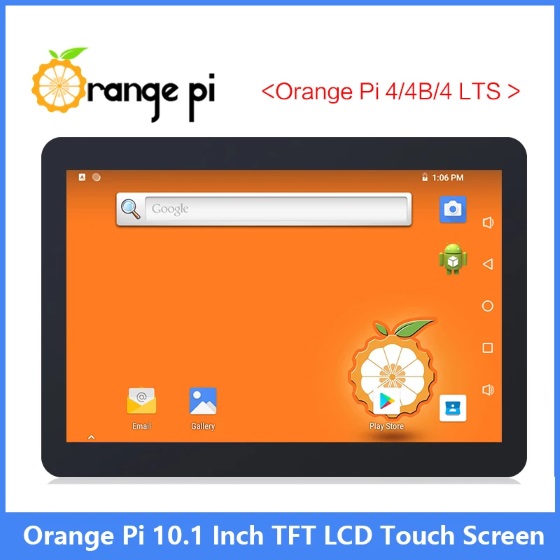 Orange pi
<Orange Pi 4/4B/4 LTS >
1:06 PM
Google
Email
Gallery
Play Store
Orange Pi 10.1 Inch TFT LCD Touch Screen